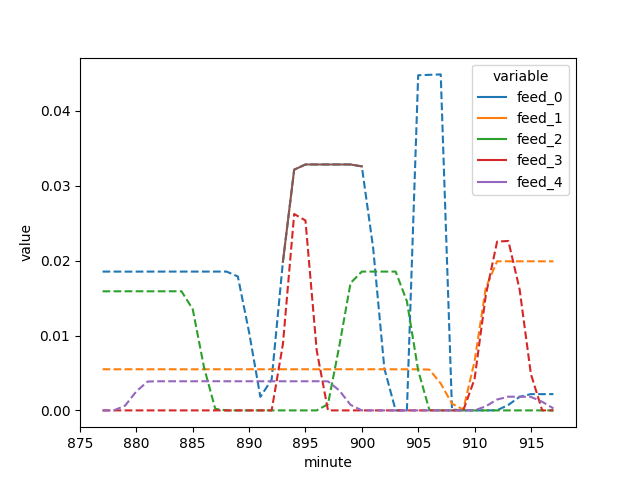 variable
feed_0
feed_1
feed_2
feed_3
feed_4
0.04
0.03
0.02
0.01
0.00
value
875 880 885 890 895 900 905 910 915
minute